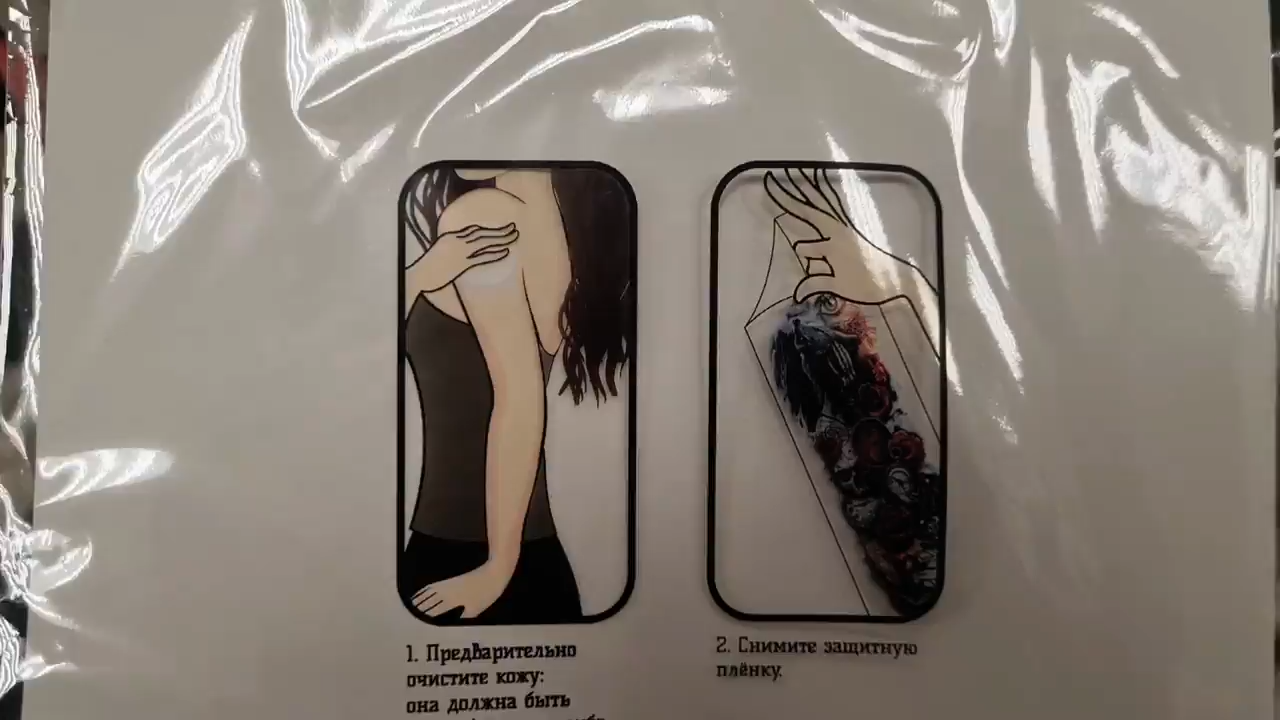 1. Предварительно
очистите кожу:
она должна быть
2. Снимите защитную
плёнку.